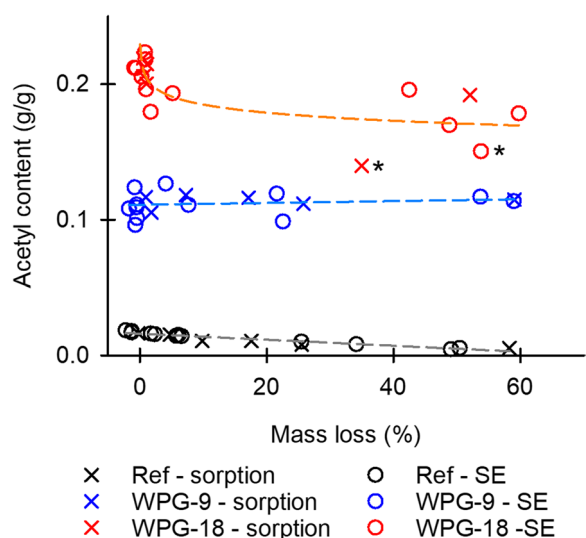 Acetyl content (g/g)
0.2
0.1
0.0
*
*
0 20 40 60
Mass loss (%)
Ref - sorption Ref - SE
WPG-9 - sorption WPG-9 - SE
WPG-18 - sorption WPG-18 -SE